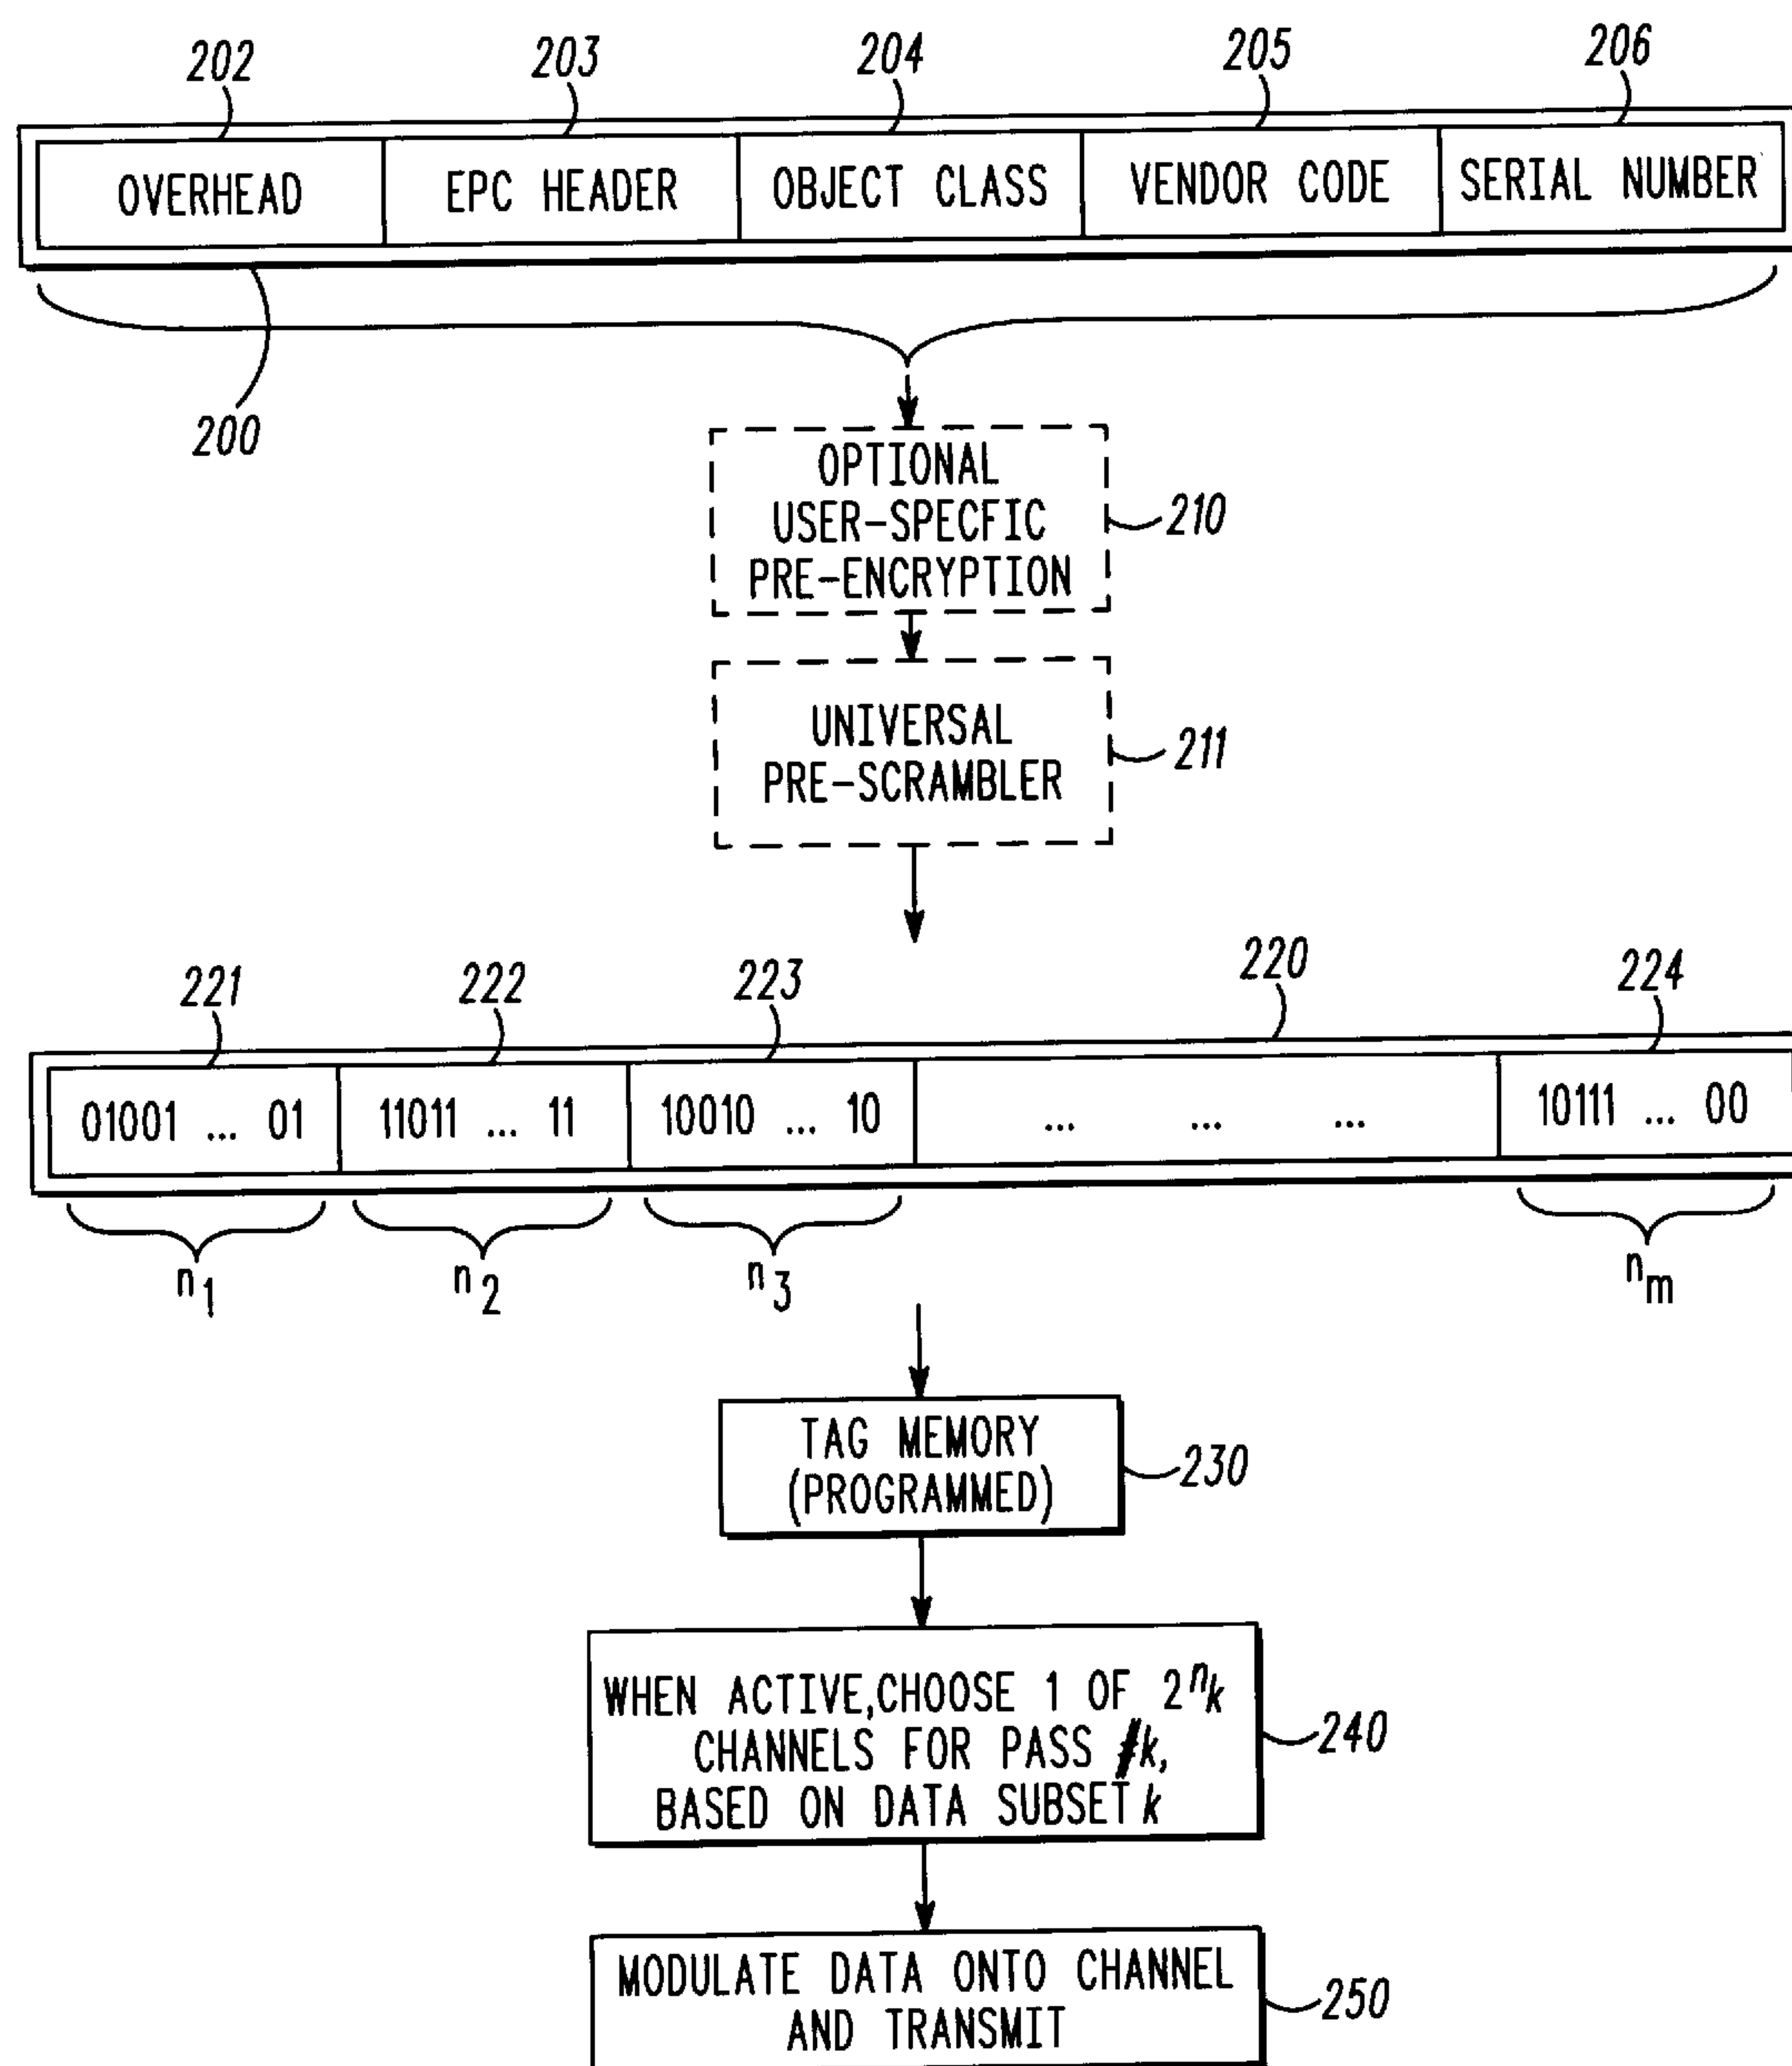 202 203 204 205 206
OVERHEAD EPC HEADER OBJECT CLASS VENDOR CODE SERIAL NUMBER
200
OPTIONAL
USER-SPECFIC
PRE-ENCRYPTION
210
UNIVERSAL
PRE-SCRAMBLER
211
221 222 223 220 224
01001 ... 01 11011 ... 11 10010 ... 10 ... ... ... 10111 ... 00
n1 n2 n3 nm
TAG MEMORY
(PROGRAMMED)
230
WHEN ACTIVE,CHOOSE 1 OF 2^nk
CHANNELS FOR PASS #k,
BASED ON DATA SUBSET k
240
MODULATE DATA ONTO CHANNEL
AND TRANSMIT
250